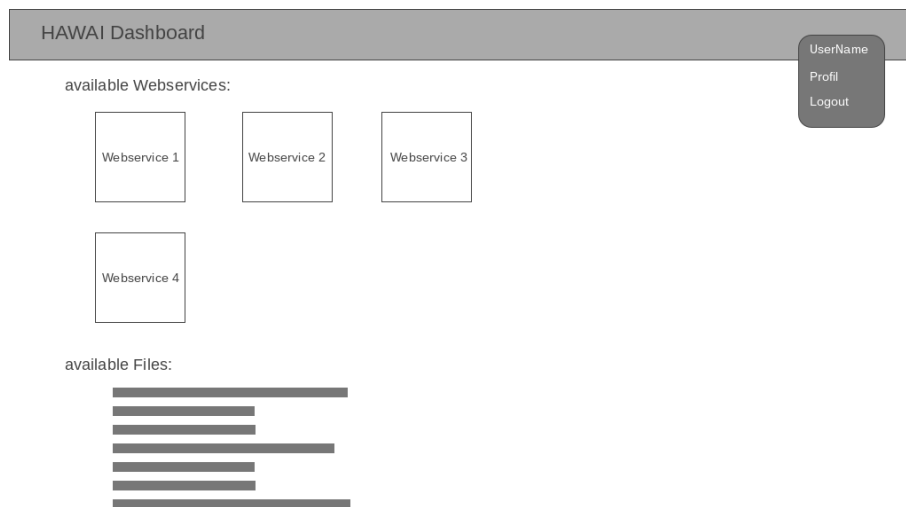 HAWAI Dashboard
UserName
Profil
Logout
available Webservices:
Webservice 1
Webservice 2
Webservice 3
Webservice 4
available Files: